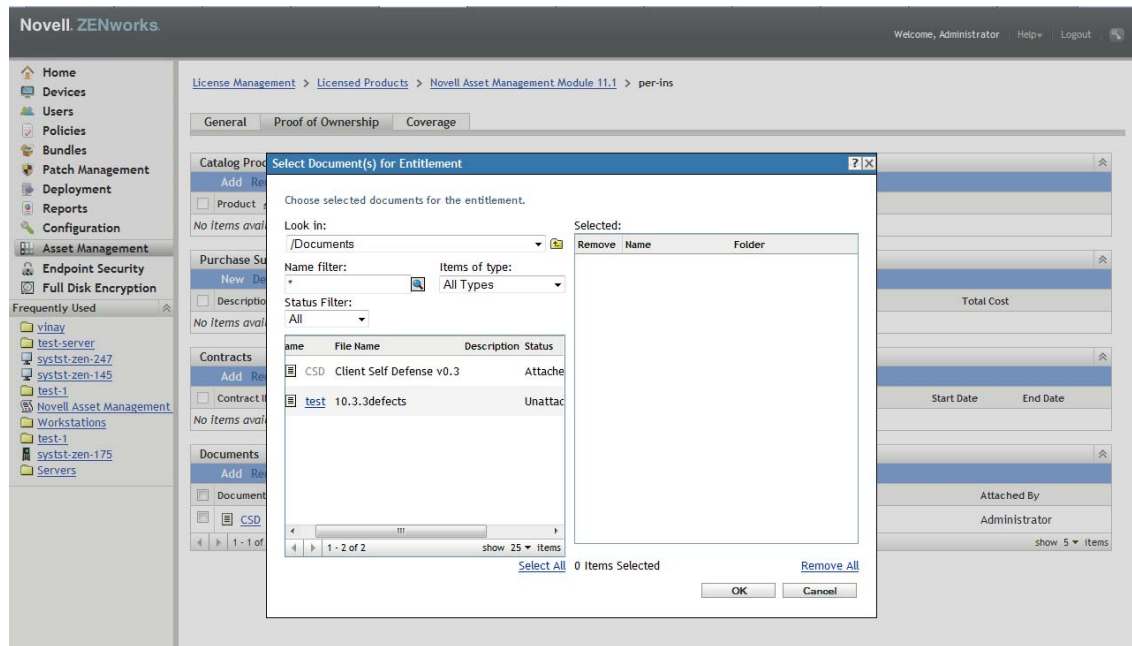 Novell ZENworks.
Welcome, Administrator Help Logout
Home
Devices
Users
Policies
Bundles
Patch Management
Deployment
Reports
Configuration
Asset Management
Endpoint Security
Full Disk Encryption
Frequently Used
vinay
test-server
systst-zen-247
systst-zen-145
test-1
Novell Asset Management
Workstations
test-1
systst-zen-175
Servers
License Management > Licensed Products > Novell Asset Management Module 11.1 > per-ins
General Proof of Ownership Coverage
Catalog Proc
Add Re
Product
No items avail
Purchase Su
New De
Descriptio Total Cost
No items avail
Contracts
Add Re
Contract I Start Date End Date
No items avail
Documents
Add Re
Document Attached By
CSD Administrator
1 - 1 of show 5 items
Select Document(s) for Entitlement ? X
Choose selected documents for the entitlement.
Look in:
/Documents
Name filter: Items of type:
* All Types
Status Filter:
All
ame File Name Description Status
CSD Client Self Defense v0.3 Attache
test 10.3.3defects Unattac
1 - 2 of 2 show 25 items
Select All
Selected:
Remove Name Folder
0 Items Selected Remove All
OK Cancel